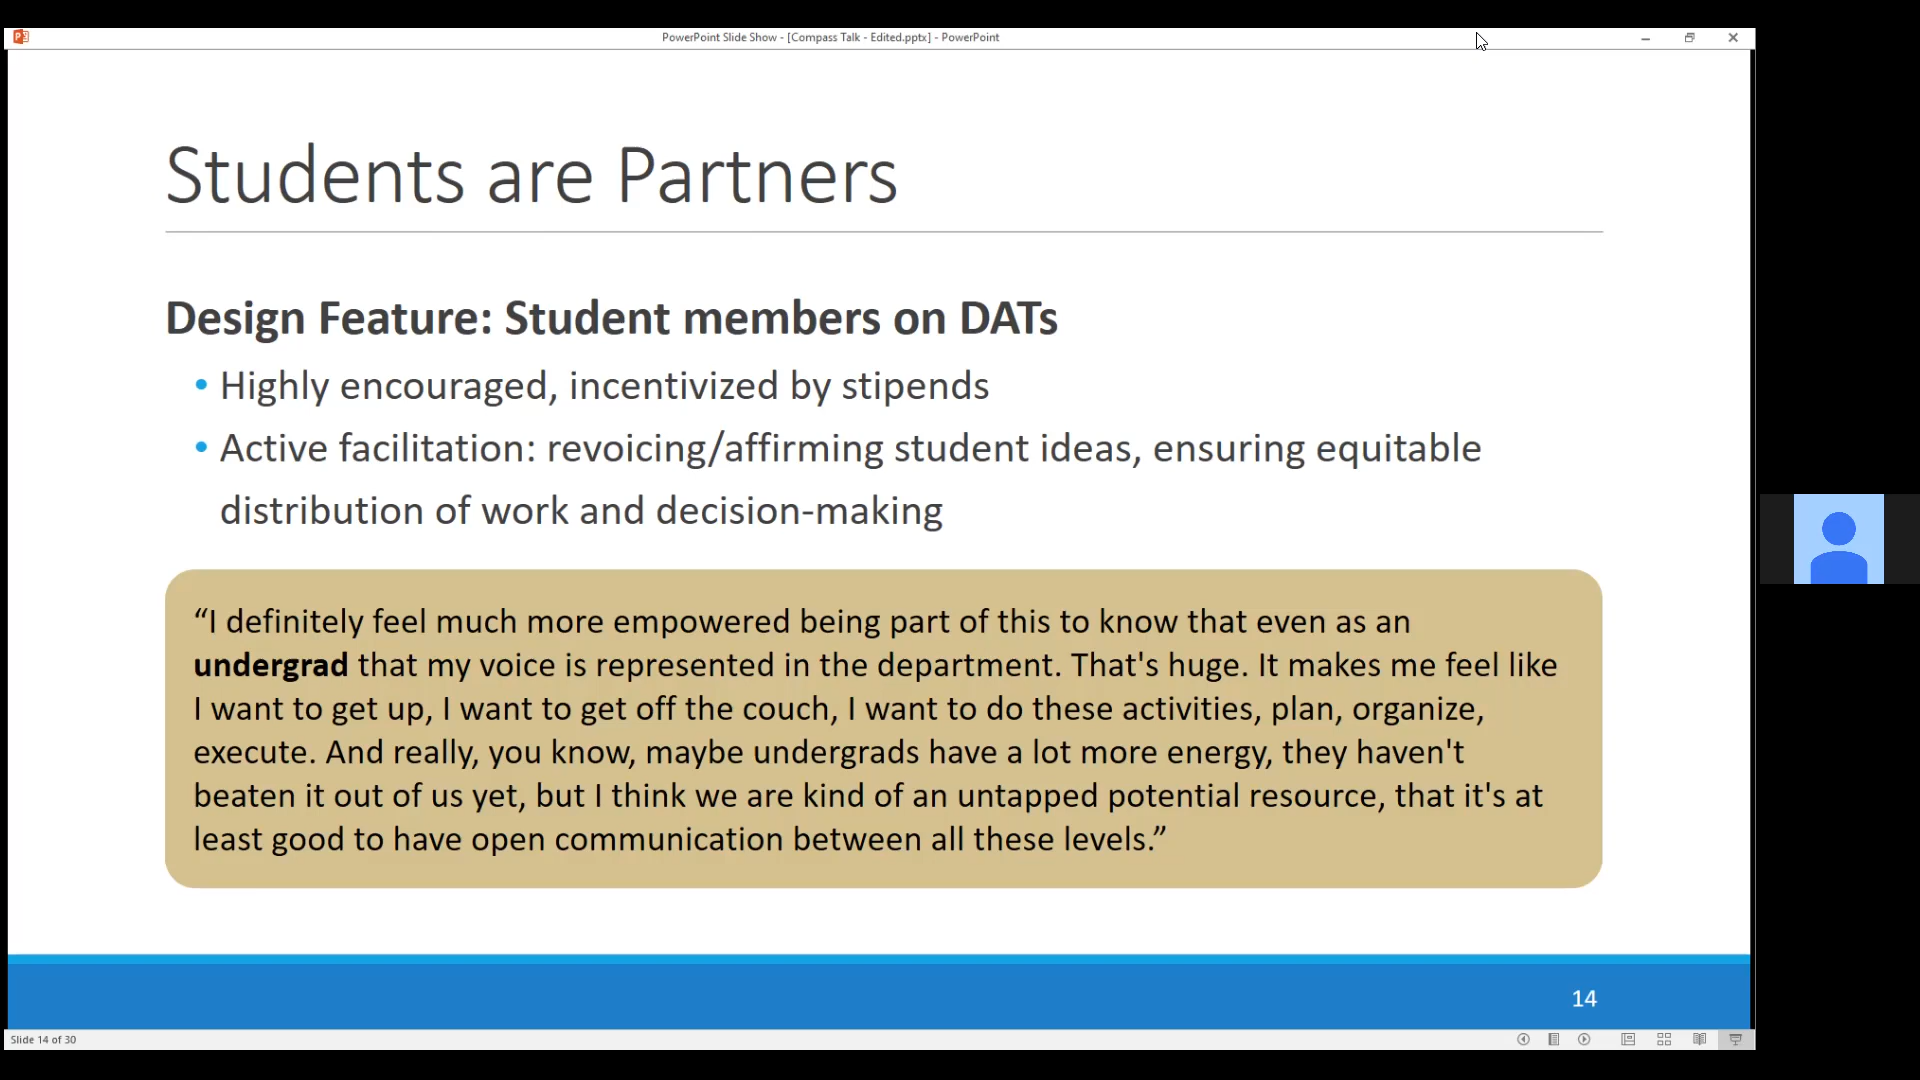 PowerPoint Slide Show - [Compass Talk - Edited.pptx] - PowerPoint
Students are Partners
Design Feature: Student members on DATs
• Highly encouraged, incentivized by stipends
• Active facilitation: revoicing/affirming student ideas, ensuring equitable
distribution of work and decision-making
“I definitely feel much more empowered being part of this to know that even as an
undergrad that my voice is represented in the department. That's huge. It makes me feel like
I want to get up, I want to get off the couch, I want to do these activities, plan, organize,
execute. And really, you know, maybe undergrads have a lot more energy, they haven't
beaten it out of us yet, but I think we are kind of an untapped potential resource, that it's at
least good to have open communication between all these levels.”
14
Slide 14 of 30